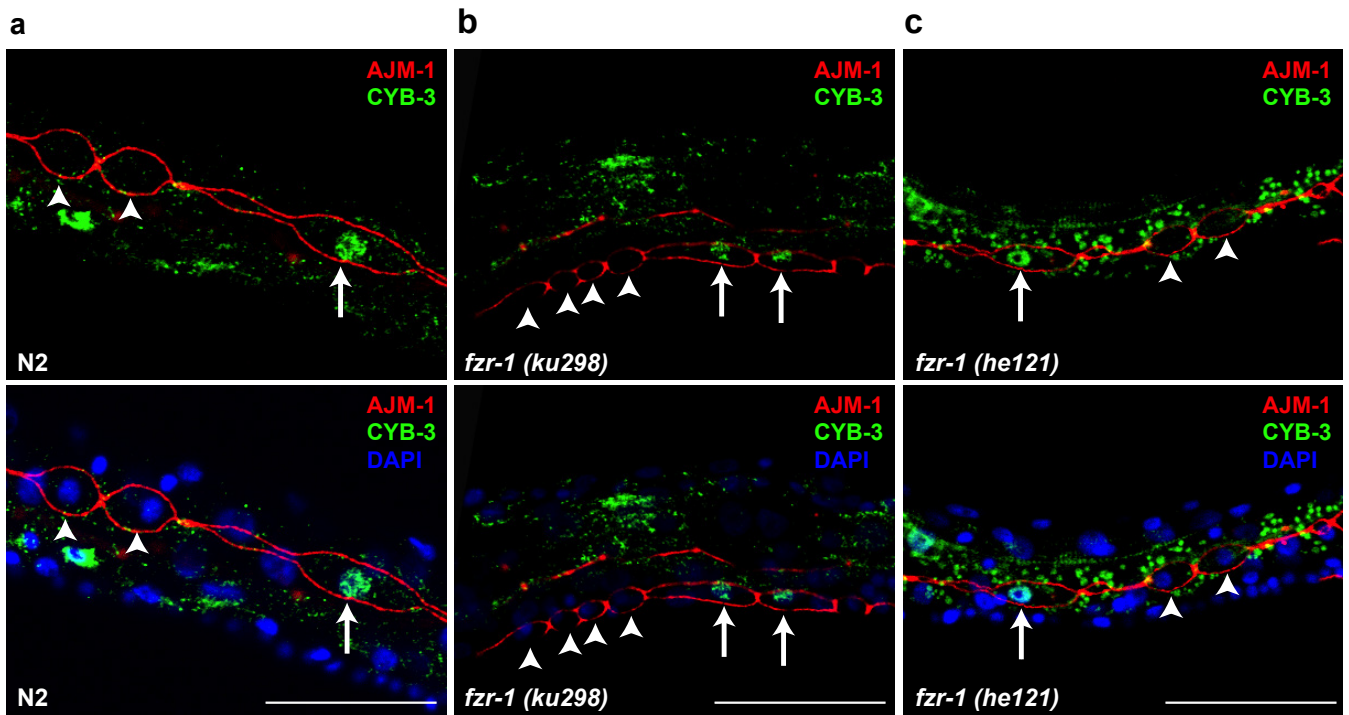 a
b
c
AJM-1
CYB-3
N2
AJM-1
CYB-3
fzr-1 (ku298)
AJM-1
CYB-3
fzr-1 (he121)
AJM-1
CYB-3
DAPI
N2
AJM-1
CYB-3
DAPI
fzr-1 (ku298)
AJM-1
CYB-3
DAPI
fzr-1 (he121)